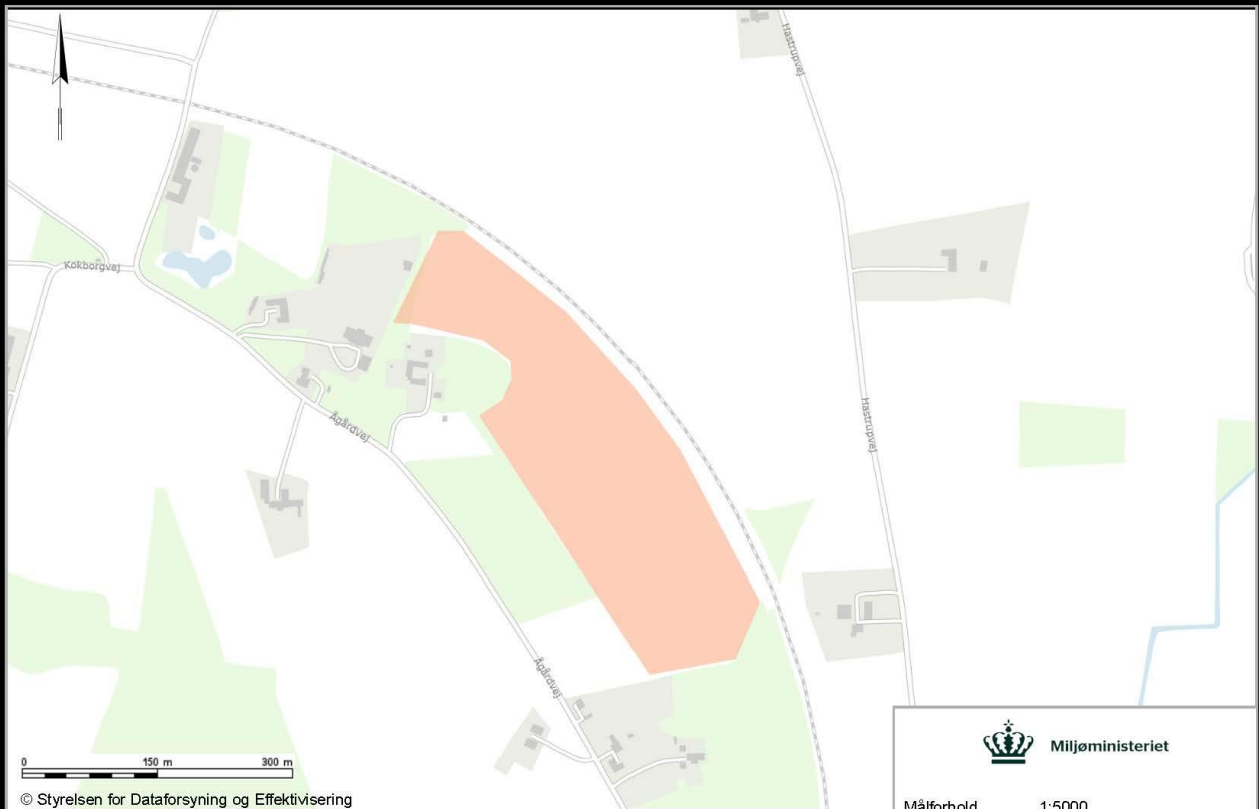 Hastrupvej
Kokborgvej
Ågårdvej
Hastrupvej
Ågårdvej
0 150 m 300 m
© Styrelsen for Dataforsyning og Effektivisering
Miljøministeriet
Målforhold 1:5000